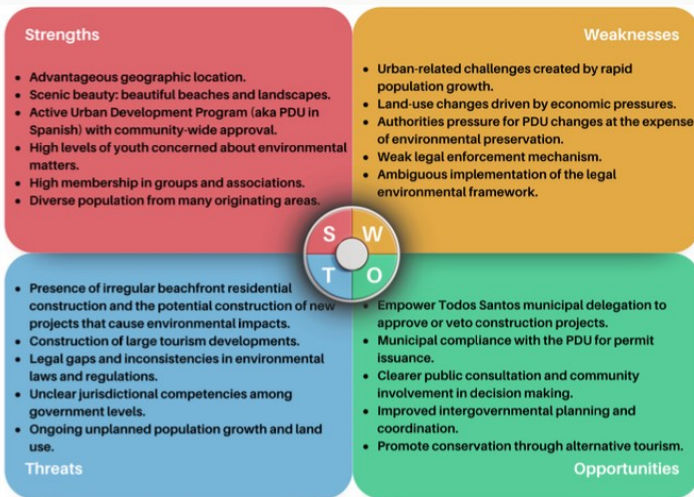 Strengths
• Advantageous geographic location.
• Scenic beauty: beautiful beaches and landscapes.
• Active Urban Development Program (aka PDU in
Spanish) with community-wide approval.
• High levels of youth concerned about environmental
matters.
• High membership in groups and associations.
• Diverse population from many originating areas.
Weaknesses
• Urban-related challenges created by rapid
population growth.
• Land-use changes driven by economic pressures.
• Authorities pressure for PDU changes at the expense
of environmental preservation.
• Weak legal enforcement mechanism.
• Ambiguous implementation of the legal
environmental framework.
S W
T O
• Presence of irregular beachfront residential
construction and the potential construction of new
projects that cause environmental impacts.
• Construction of large tourism developments.
• Legal gaps and inconsistencies in environmental
laws and regulations.
• Unclear jurisdictional competencies among
government levels.
• Ongoing unplanned population growth and land
use.
Threats
• Empower Todos Santos municipal delegation to
approve or veto construction projects.
• Municipal compliance with the PDU for permit
issuance.
• Clearer public consultation and community
involvement in decision making.
• Improved intergovernmental planning and
coordination.
• Promote conservation through alternative tourism.
Opportunities